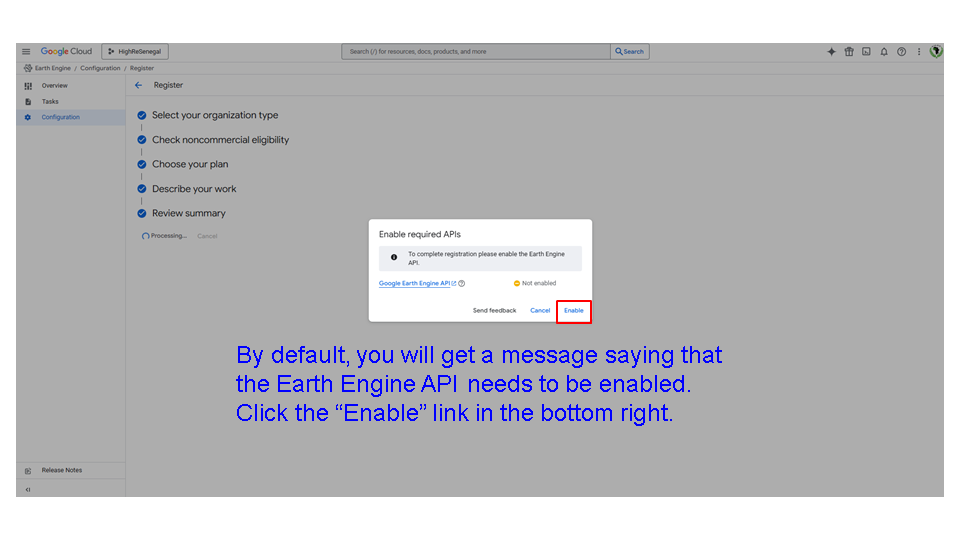 Google Cloud
HighReSenegal
Search (/) for resources, docs, products, and more
Search
Earth Engine / Configuration / Register
Overview
Tasks
Configuration
Register
Select your organization type
Check noncommercial eligibility
Choose your plan
Describe your work
Review summary
Processing...
Cancel
Enable required APIs
To complete registration please enable the Earth Engine
API.
Google Earth Engine API
Not enabled
Send feedback
Cancel
Enable
By default, you will get a message saying that
the Earth Engine API needs to be enabled.
Click the “Enable” link in the bottom right.
Release Notes